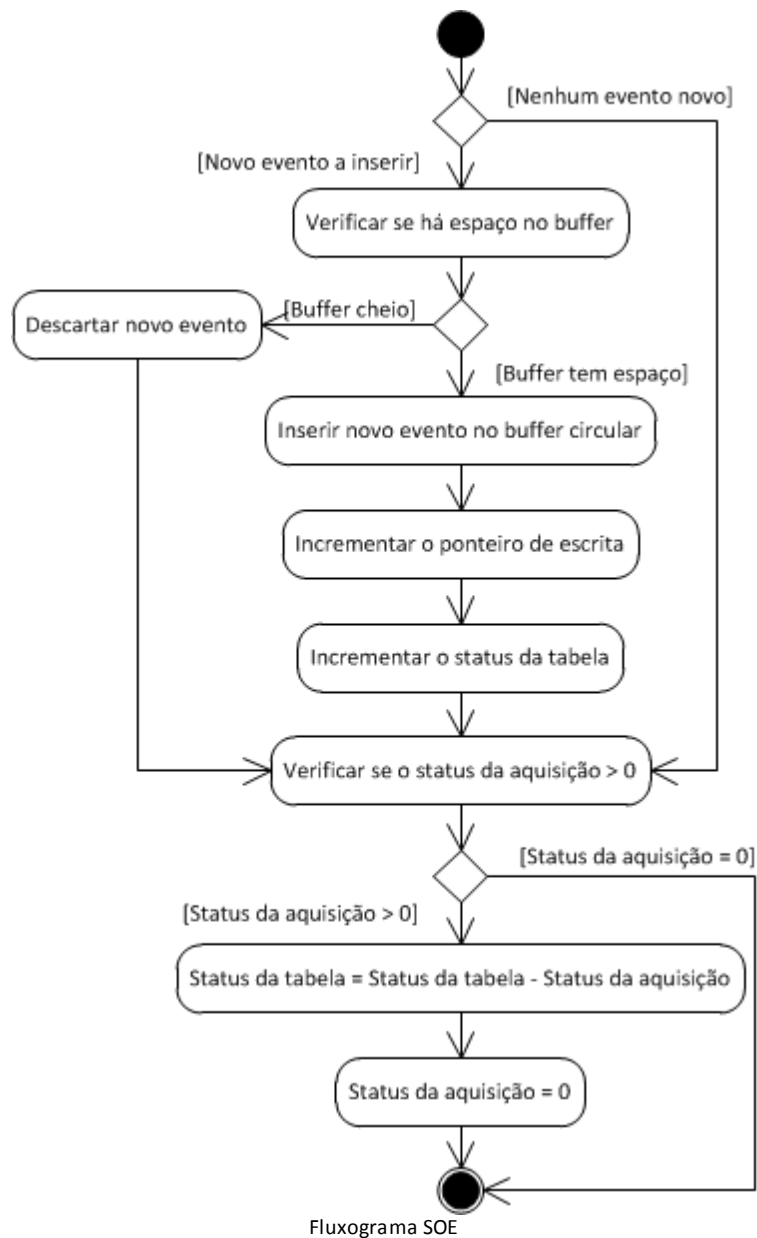 [Nenhum evento novo]
[Novo evento a inserir]
Verificar se há espaço no buffer
[Buffer cheio]
Descartar novo evento
[Buffer tem espaço]
Inserir novo evento no buffer circular
Incrementar o ponteiro de escrita
Incrementar o status da tabela
Verificar se o status da aquisição > 0
[Status da aquisição = 0]
[Status da aquisição > 0]
Status da tabela = Status da tabela - Status da aquisição
Status da aquisição = 0
Fluxograma SOE